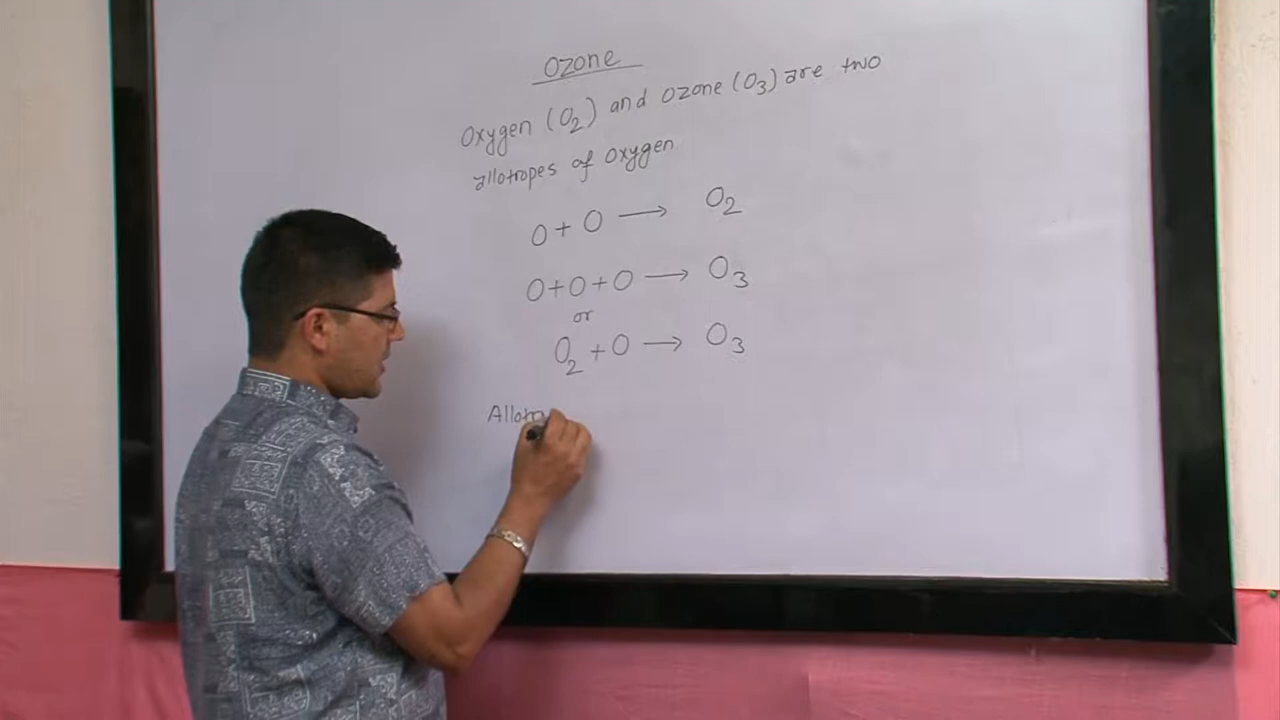 Ozone
Oxygen (O₂) and Ozone (O₃) are two
allotropes of Oxygen
O + O ⟶ O₂
O+O+O ⟶ O₃
or
O₂ + O ⟶ O₃